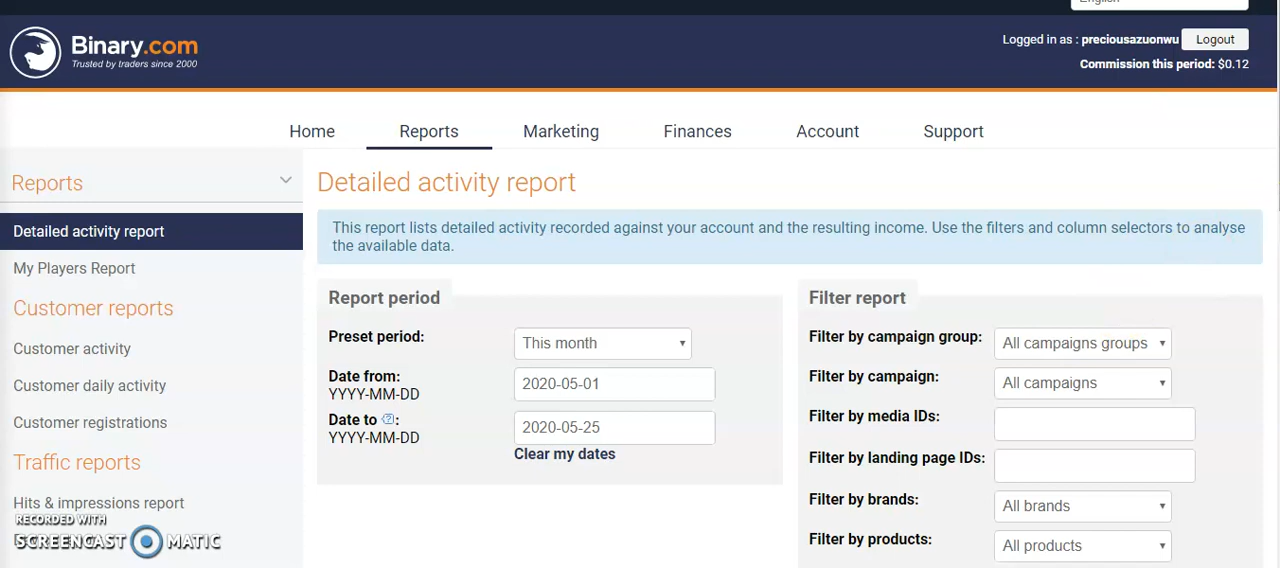 English
Binary.com
Trusted by traders since 2000
Logged in as : preciousazuonwu Logout
Commission this period: $0.12
Home Reports Marketing Finances Account Support
Reports
Detailed activity report
My Players Report
Customer reports
Customer activity
Customer daily activity
Customer registrations
Traffic reports
Hits & impressions report
RECORDED WITH
SCREENCAST MATIC
Detailed activity report
This report lists detailed activity recorded against your account and the resulting income. Use the filters and column selectors to analyse
the available data.
Report period
Preset period: This month
Date from: 2020-05-01
YYYY-MM-DD
Date to ?: 2020-05-25
YYYY-MM-DD
Clear my dates
Filter report
Filter by campaign group: All campaigns groups
Filter by campaign: All campaigns
Filter by media IDs:
Filter by landing page IDs:
Filter by brands: All brands
Filter by products: All products